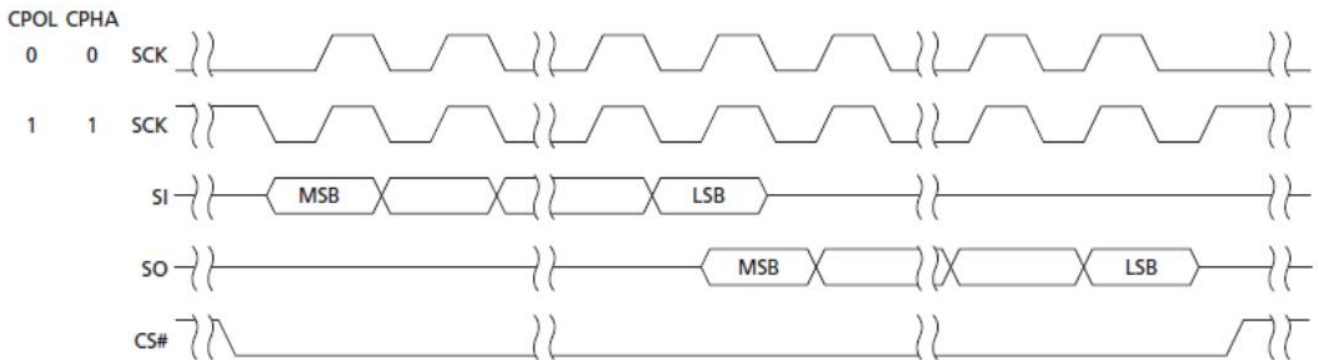 CPOL CPHA
0 0 SCK
1 1 SCK
SI MSB LSB
SO MSB LSB
CS#